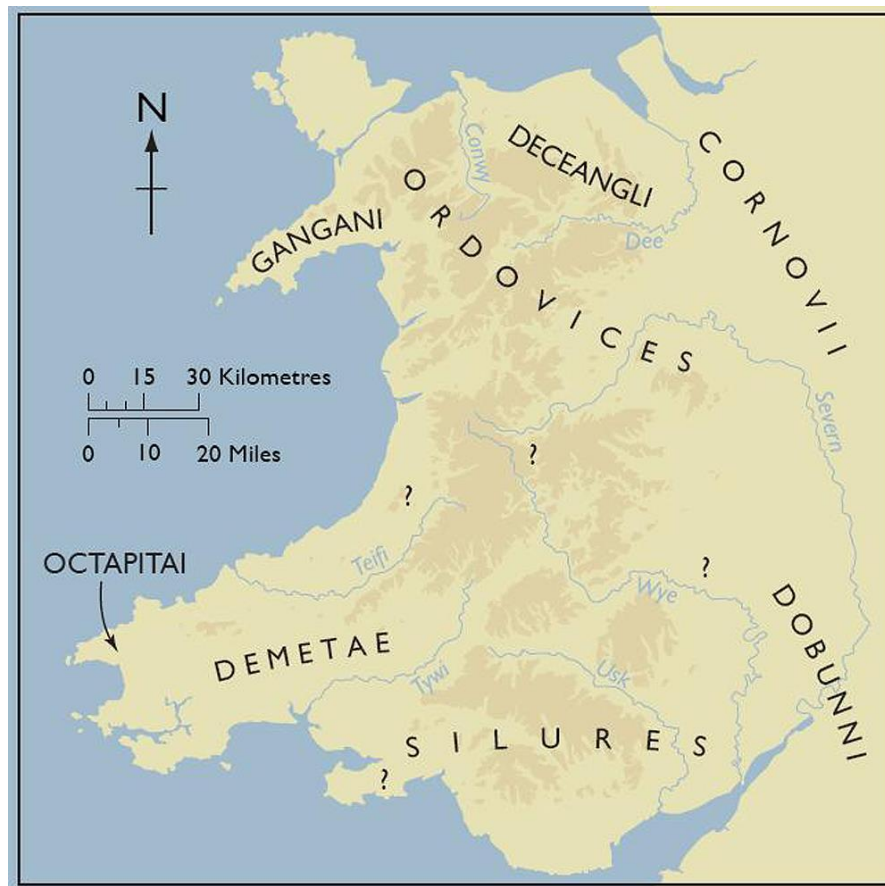 N
Conwy
DECEANGLI
CORNOVII
ORDOVICES
GANGANI
Dee
0 15 30 Kilometres
0 10 20 Miles
Severn
?
?
Teifi
OCTAPITAI
?
Wye
DOBUNNI
DEMETAE
Tywi
Usk
SILURES
?